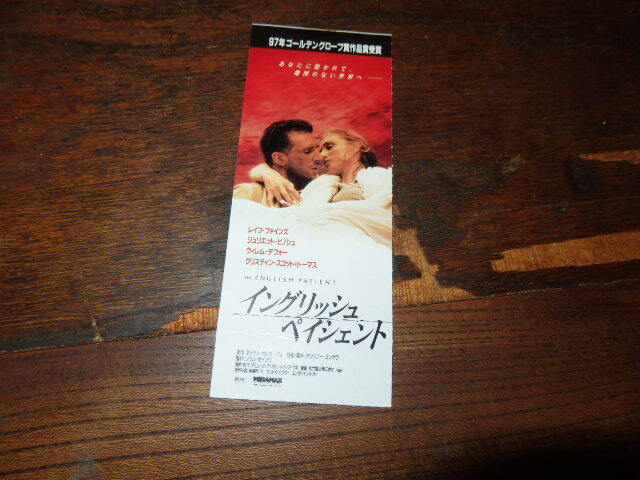 97年ゴールデングローブ賞作品賞受賞
あなたに抱かれて、
地図のない世界へ――
レイフ・ファインズ
ジュリエット・ビノシュ
ウィレム・デフォー
クリスティン・スコット=トーマス
THE ENGLISH PATIENT
イングリッシュ
ペイシェント
MIRAMAX